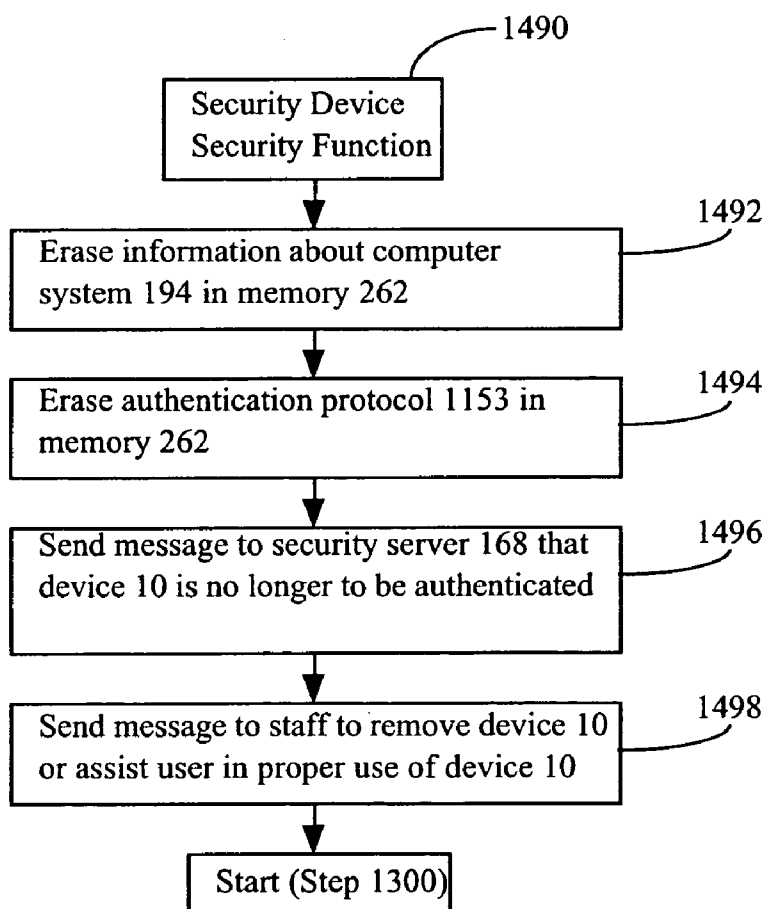 1490
Security Device
Security Function
1492
Erase information about computer
system 194 in memory 262
1494
Erase authentication protocol 1153 in
memory 262
1496
Send message to security server 168 that
device 10 is no longer to be authenticated
1498
Send message to staff to remove device 10
or assist user in proper use of device 10
Start (Step 1300)